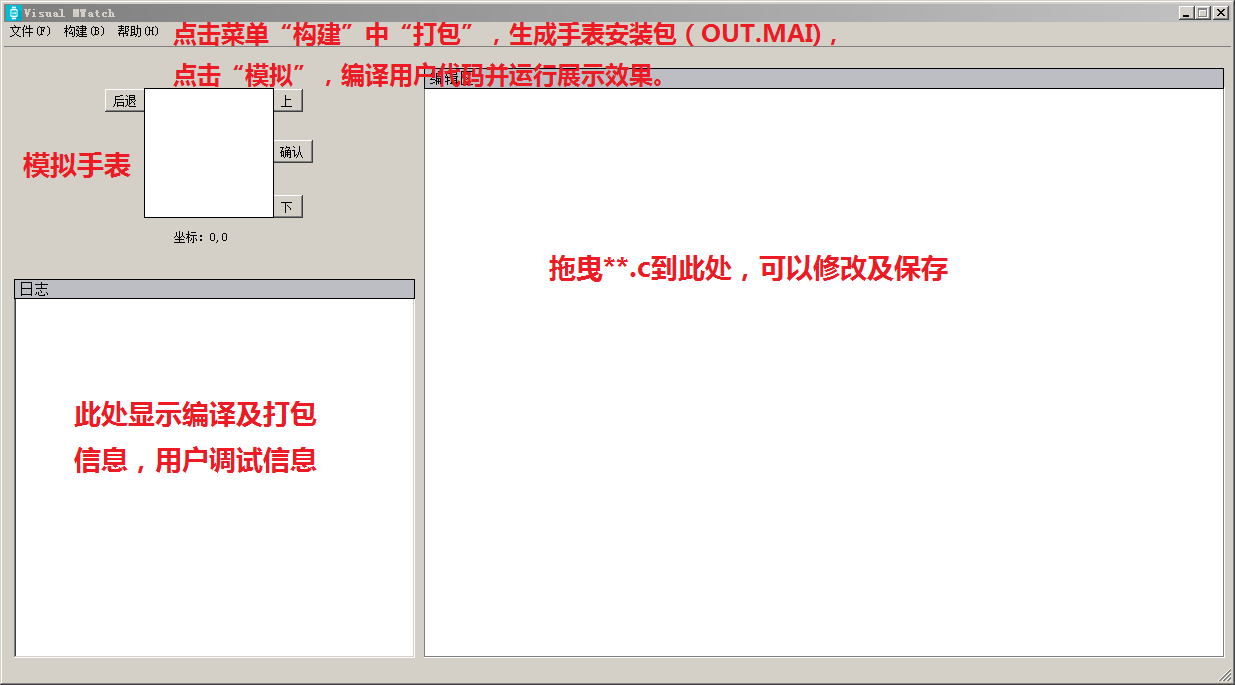 Visual MWatch
文件(F) 构建(B) 帮助(H)
点击菜单“构建”中“打包”，生成手表安装包（OUT.MAI)，
点击“模拟”，编译用户代码并运行展示效果。
编辑区
后退
上
模拟手表
确认
下
坐标: 0,0
拖曳**.c到此处，可以修改及保存
日志
此处显示编译及打包
信息，用户调试信息